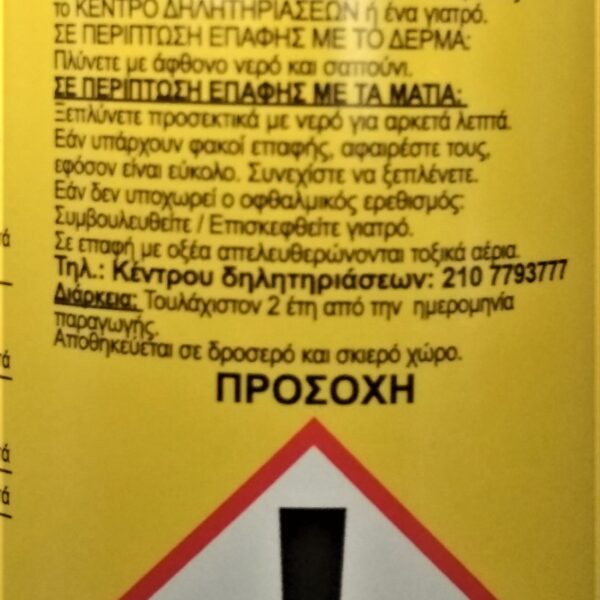 το ΚΕΝΤΡΟ ΔΗΛΗΤΗΡΙΑΣΕΩΝ ή ένα γιατρό.
ΣΕ ΠΕΡΙΠΤΩΣΗ ΕΠΑΦΗΣ ΜΕ ΤΟ ΔΕΡΜΑ:
Πλύνετε με άφθονο νερό και σαπούνι.
ΣΕ ΠΕΡΙΠΤΩΣΗ ΕΠΑΦΗΣ ΜΕ ΤΑ ΜΑΤΙΑ:
Ξεπλύνετε προσεκτικά με νερό για αρκετά λεπτά.
Εάν υπάρχουν φακοί επαφής, αφαιρέστε τους,
εφόσον είναι εύκολο. Συνεχίστε να ξεπλένετε.
Εάν δεν υποχωρεί ο οφθαλμικός ερεθισμός:
Συμβουλευθείτε / Επισκεφθείτε γιατρό.
Σε επαφή με οξέα απελευθερώνονται τοξικά αέρια.
Τηλ.: Κέντρου δηλητηριάσεων: 210 7793777
Διάρκεια: Τουλάχιστον 2 έτη από την ημερομηνία
παραγωγής.
Αποθηκεύεται σε δροσερό και σκιερό χώρο.
ΠΡΟΣΟΧΗ